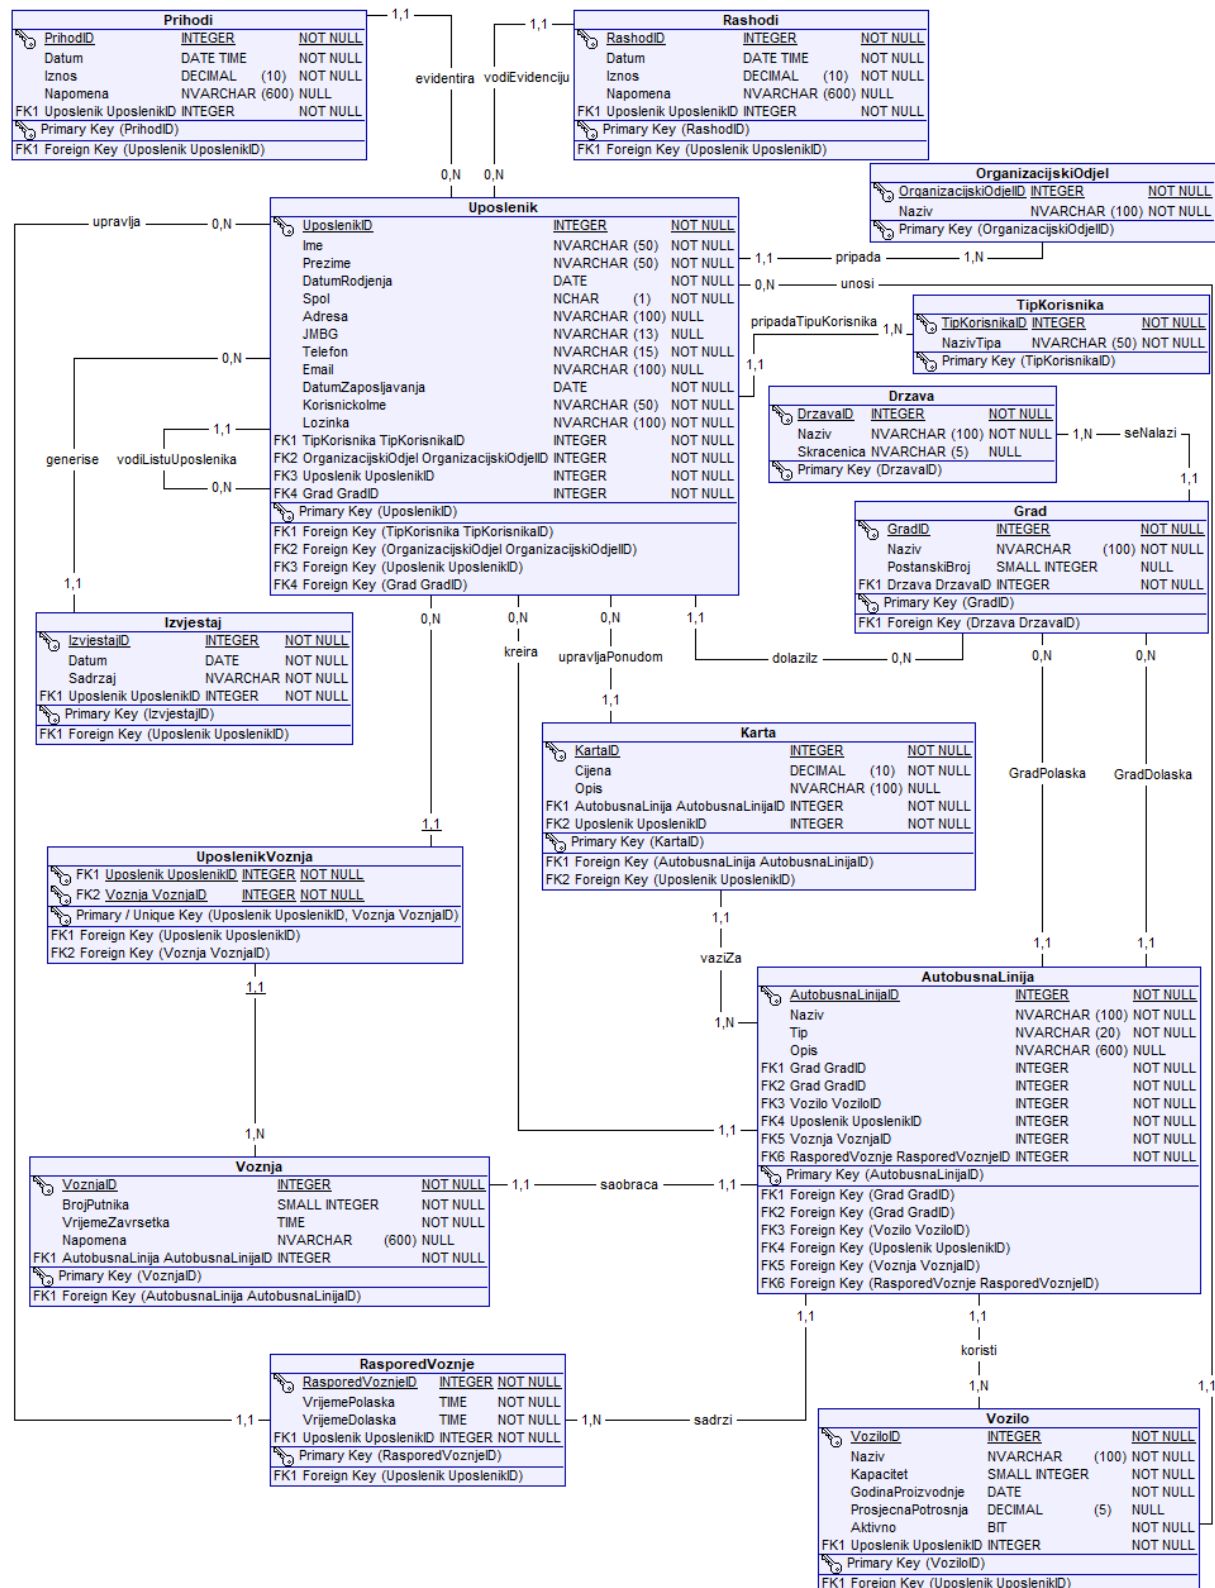 Prihodi
PrihodID INTEGER NOT NULL
Datum DATE TIME NOT NULL
Iznos DECIMAL (10) NOT NULL
Napomena NVARCHAR (600) NULL
FK1 Uposlenik UposlenikID INTEGER NOT NULL
Primary Key (PrihodID)
FK1 Foreign Key (Uposlenik UposlenikID)
1,1
evidentira
0,N
Rashodi
RashodID INTEGER NOT NULL
Datum DATE TIME NOT NULL
Iznos DECIMAL (10) NOT NULL
Napomena NVARCHAR (600) NULL
FK1 Uposlenik UposlenikID INTEGER NOT NULL
Primary Key (RashodID)
FK1 Foreign Key (Uposlenik UposlenikID)
1,1
vodiEvidenciju
0,N
OrganizacijskiOdjel
OrganizacijskiOdjelID INTEGER NOT NULL
Naziv NVARCHAR (100) NOT NULL
Primary Key (OrganizacijskiOdjelID)
upravlja
0,N
Uposlenik
UposlenikID INTEGER NOT NULL
Ime NVARCHAR (50) NOT NULL
Prezime NVARCHAR (50) NOT NULL
DatumRodjenja DATE NOT NULL
Spol NCHAR (1) NOT NULL
Adresa NVARCHAR (100) NULL
JMBG NVARCHAR (13) NULL
Telefon NVARCHAR (15) NOT NULL
Email NVARCHAR (100) NULL
DatumZaposljavanja DATE NOT NULL
KorisnickoIme NVARCHAR (50) NOT NULL
Lozinka NVARCHAR (100) NOT NULL
FK1 TipKorisnika TipKorisnikaID INTEGER NOT NULL
FK2 OrganizacijskiOdjel OrganizacijskiOdjelID INTEGER NOT NULL
FK3 Uposlenik UposlenikID INTEGER NOT NULL
FK4 Grad GradID INTEGER NOT NULL
Primary Key (UposlenikID)
FK1 Foreign Key (TipKorisnika TipKorisnikaID)
FK2 Foreign Key (OrganizacijskiOdjel OrganizacijskiOdjelID)
FK3 Foreign Key (Uposlenik UposlenikID)
FK4 Foreign Key (Grad GradID)
1,1 pripada 1,N
0,N unosi
pripadaTipuKorisnika 1,N
1,1
TipKorisnika
TipKorisnikaID INTEGER NOT NULL
NazivTipa NVARCHAR (50) NOT NULL
Primary Key (TipKorisnikaID)
Drzava
DrzavaID INTEGER NOT NULL
Naziv NVARCHAR (100) NOT NULL
Skracenica NVARCHAR (5) NULL
Primary Key (DrzavaID)
1,N seNalazi
1,1
0,N
generise
1,1
1,1
vodiListuUposlenika
0,N
Grad
GradID INTEGER NOT NULL
Naziv NVARCHAR (100) NOT NULL
PostanskiBroj SMALL INTEGER NULL
FK1 Drzava DrzavaID INTEGER NOT NULL
Primary Key (GradID)
FK1 Foreign Key (Drzava DrzavaID)
Izvjestaj
IzvjestajID INTEGER NOT NULL
Datum DATE NOT NULL
Sadrzaj NVARCHAR NOT NULL
FK1 Uposlenik UposlenikID INTEGER NOT NULL
Primary Key (IzvjestajID)
FK1 Foreign Key (Uposlenik UposlenikID)
0,N
0,N
0,N
1,1
kreira
upravljaPonudom
dolaziIz
0,N
0,N
0,N
1,1
Karta
KartaID INTEGER NOT NULL
Cijena DECIMAL (10) NOT NULL
Opis NVARCHAR (100) NULL
FK1 AutobusnaLinija AutobusnaLinijaID INTEGER NOT NULL
FK2 Uposlenik UposlenikID INTEGER NOT NULL
Primary Key (KartaID)
FK1 Foreign Key (AutobusnaLinija AutobusnaLinijaID)
FK2 Foreign Key (Uposlenik UposlenikID)
GradPolaska
GradDolaska
1,1
UposlenikVoznja
FK1 Uposlenik UposlenikID INTEGER NOT NULL
FK2 Voznja VoznjaID INTEGER NOT NULL
Primary / Unique Key (Uposlenik UposlenikID, Voznja VoznjaID)
FK1 Foreign Key (Uposlenik UposlenikID)
FK2 Foreign Key (Voznja VoznjaID)
1,1
1,N
1,1
vaziZa
1,N
1,1
1,1
AutobusnaLinija
AutobusnaLinijaID INTEGER NOT NULL
Naziv NVARCHAR (100) NOT NULL
Tip NVARCHAR (20) NOT NULL
Opis NVARCHAR (600) NULL
FK1 Grad GradID INTEGER NOT NULL
FK2 Grad GradID INTEGER NOT NULL
FK3 Vozilo VoziloID INTEGER NOT NULL
FK4 Uposlenik UposlenikID INTEGER NOT NULL
FK5 Voznja VoznjaID INTEGER NOT NULL
FK6 RasporedVoznje RasporedVoznjeID INTEGER NOT NULL
Primary Key (AutobusnaLinijaID)
FK1 Foreign Key (Grad GradID)
FK2 Foreign Key (Grad GradID)
FK3 Foreign Key (Vozilo VoziloID)
FK4 Foreign Key (Uposlenik UposlenikID)
FK5 Foreign Key (Voznja VoznjaID)
FK6 Foreign Key (RasporedVoznje RasporedVoznjeID)
1,1
Voznja
VoznjaID INTEGER NOT NULL
BrojPutnika SMALL INTEGER NOT NULL
VrijemeZavrsetka TIME NOT NULL
Napomena NVARCHAR (600) NULL
FK1 AutobusnaLinija AutobusnaLinijaID INTEGER NOT NULL
Primary Key (VoznjaID)
FK1 Foreign Key (AutobusnaLinija AutobusnaLinijaID)
1,1 saobraca 1,1
1,1
1,1
koristi
1,N
1,1
RasporedVoznje
RasporedVoznjeID INTEGER NOT NULL
VrijemePolaska TIME NOT NULL
VrijemeDolaska TIME NOT NULL
FK1 Uposlenik UposlenikID INTEGER NOT NULL
Primary Key (RasporedVoznjeID)
FK1 Foreign Key (Uposlenik UposlenikID)
1,1
1,N sadrzi
Vozilo
VoziloID INTEGER NOT NULL
Naziv NVARCHAR (100) NOT NULL
Kapacitet SMALL INTEGER NOT NULL
GodinaProizvodnje DATE NOT NULL
ProsjecnaPotrosnja DECIMAL (5) NULL
Aktivno BIT NOT NULL
FK1 Uposlenik UposlenikID INTEGER NOT NULL
Primary Key (VoziloID)
FK1 Foreign Key (Uposlenik UposlenikID)